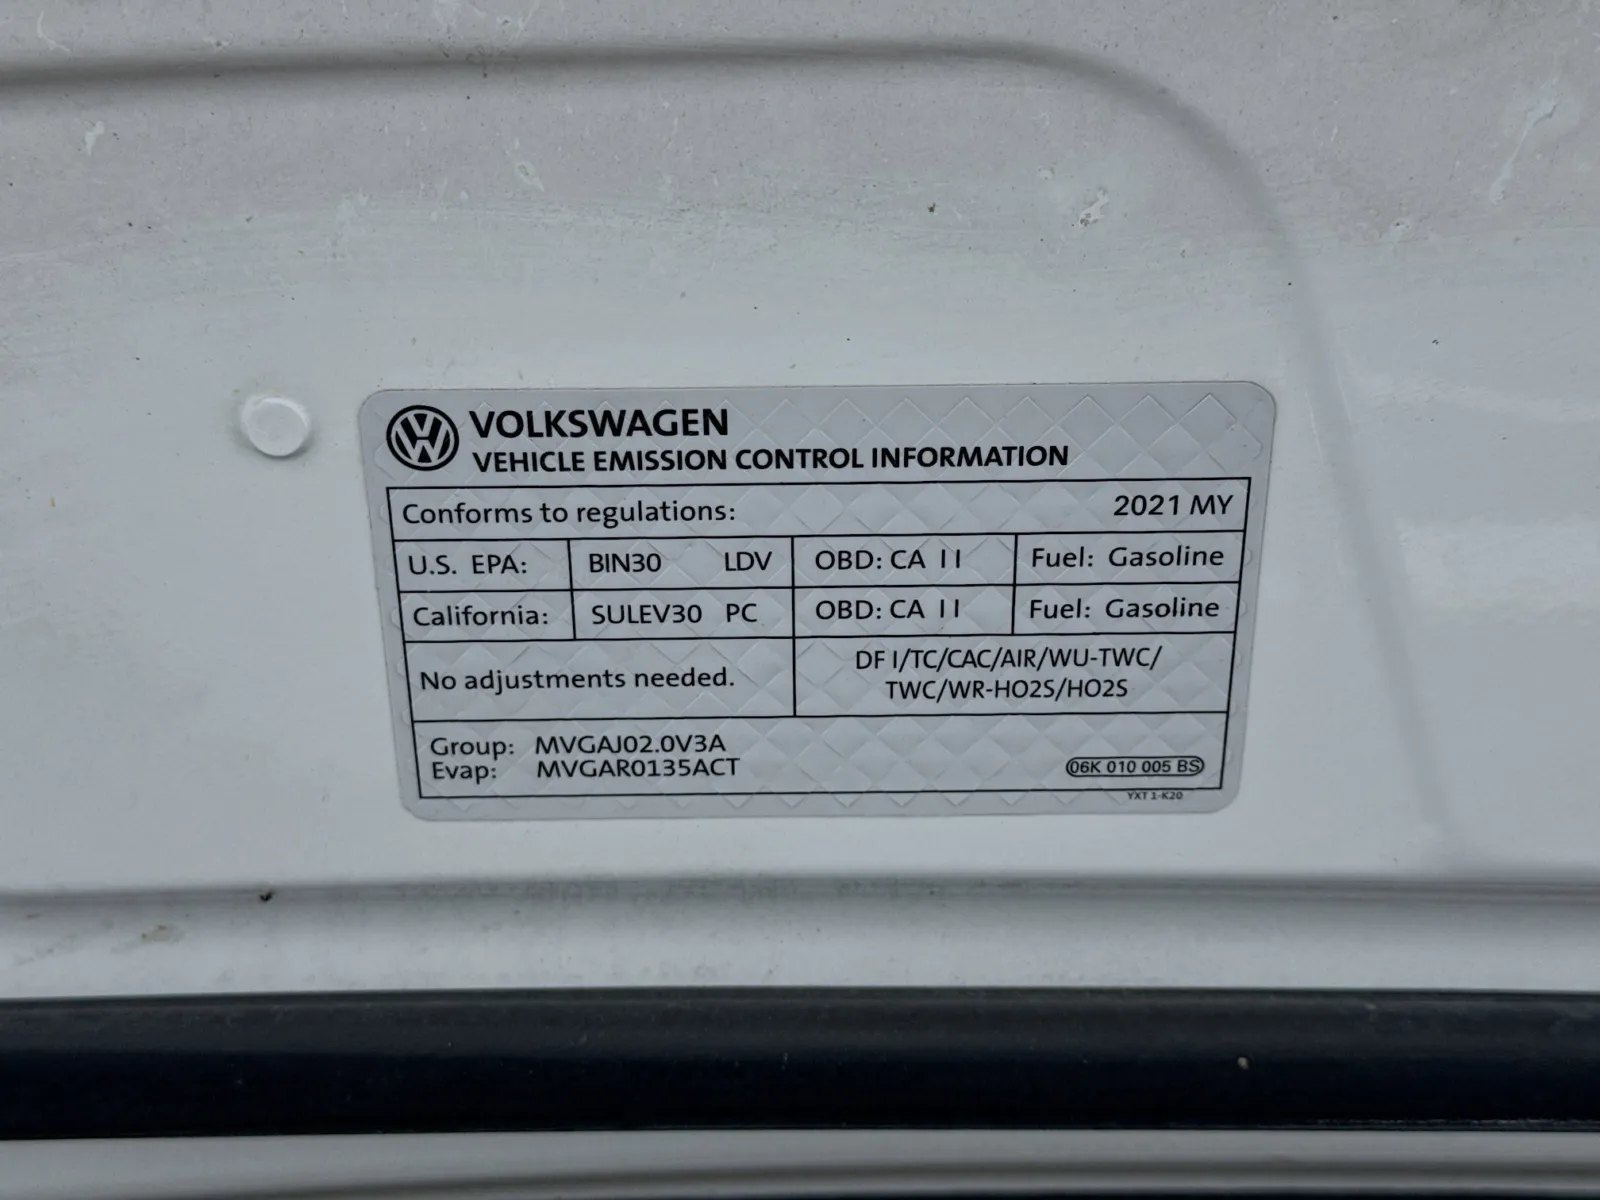 VOLKSWAGEN
VEHICLE EMISSION CONTROL INFORMATION
Conforms to regulations: 2021 MY
U.S. EPA: BIN30 LDV OBD: CA II Fuel: Gasoline
California: SULEV30 PC OBD: CA II Fuel: Gasoline
No adjustments needed.
DFI/TC/CAC/AIR/WU-TWC/
TWC/WR-HO2S/HO2S
Group: MVGAJ02.0V3A
Evap: MVGAR0135ACT
06K 010 005 BS
YXT 1-K20